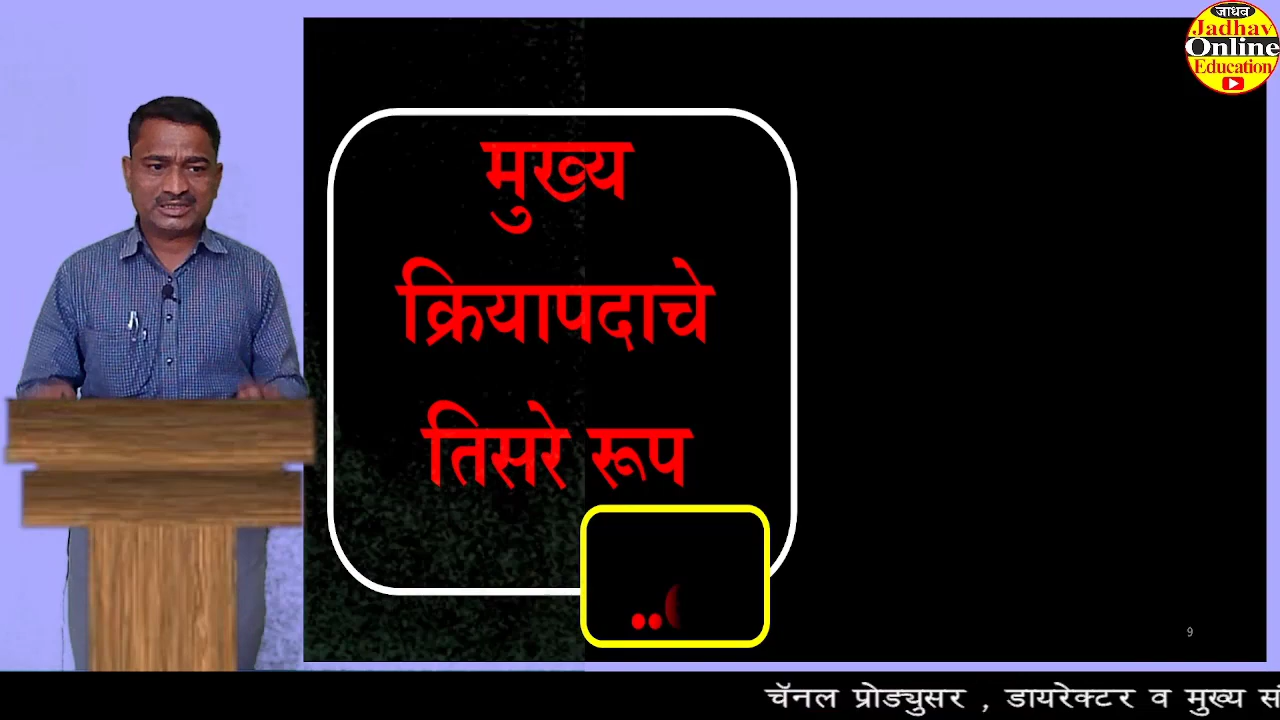 जाधव
Jadhav
Online
Education
मुख्य
क्रियापदाचे
तिसरे रूप
9
चॅनल प्रोड्युसर , डायरेक्टर व मुख्य